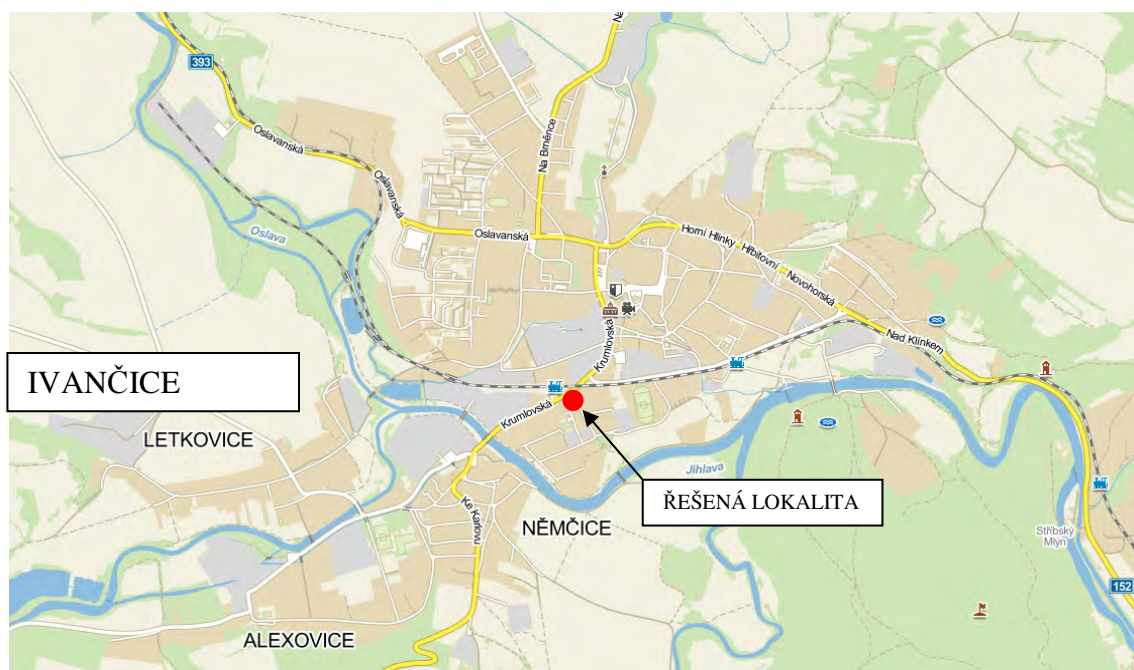 Ně
393
Oslavanská
Na Brněnce
Oslavanská
Oslava
Oslavanská
Horní Hlinky
Hřbitovní
Novohorská
Nad Klínkem
Krumlovská
IVANČICE
Krumlovská
LETKOVICE
Jihlava
ŘEŠENÁ LOKALITA
Ke Karlovu
NĚMČICE
Stříbský
Mlýn
152
ALEXOVICE